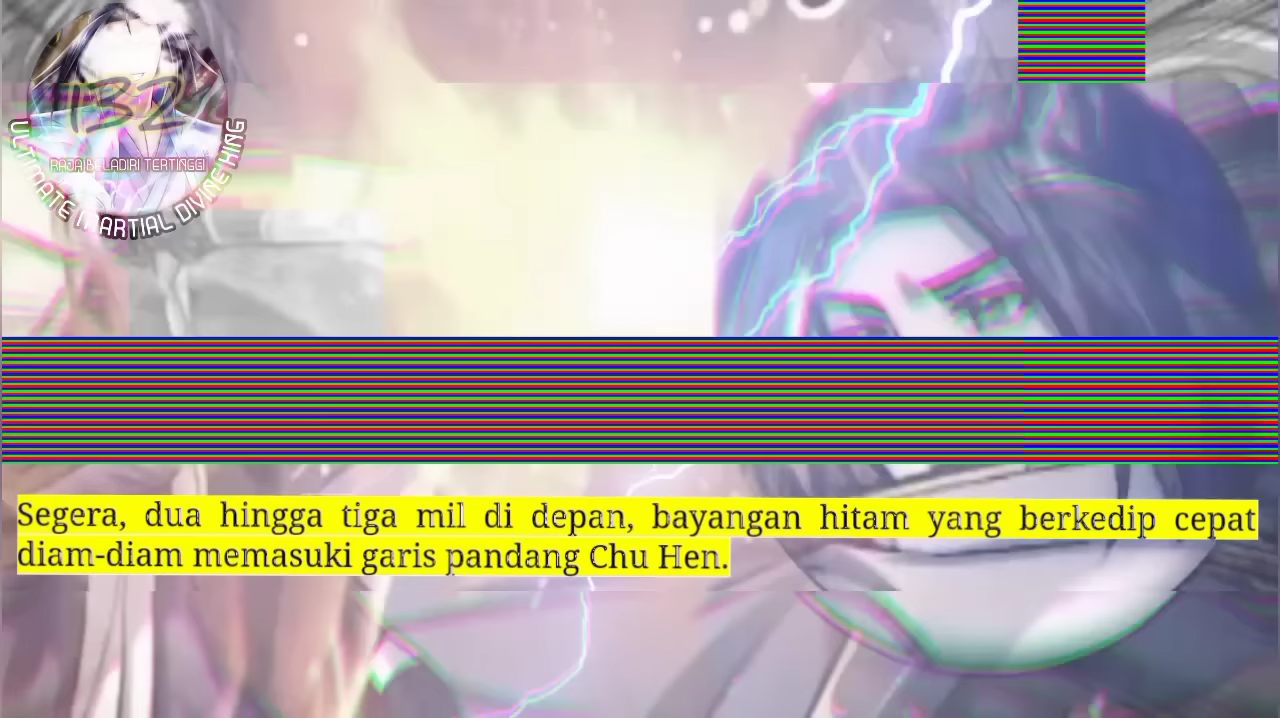 132
RAJA BELADIRI TERTINGGI
ULTIMATE MARTIAL DIVINE KING
Segera, dua hingga tiga mil di depan, bayangan hitam yang berkedip cepat
diam-diam memasuki garis pandang Chu Hen.